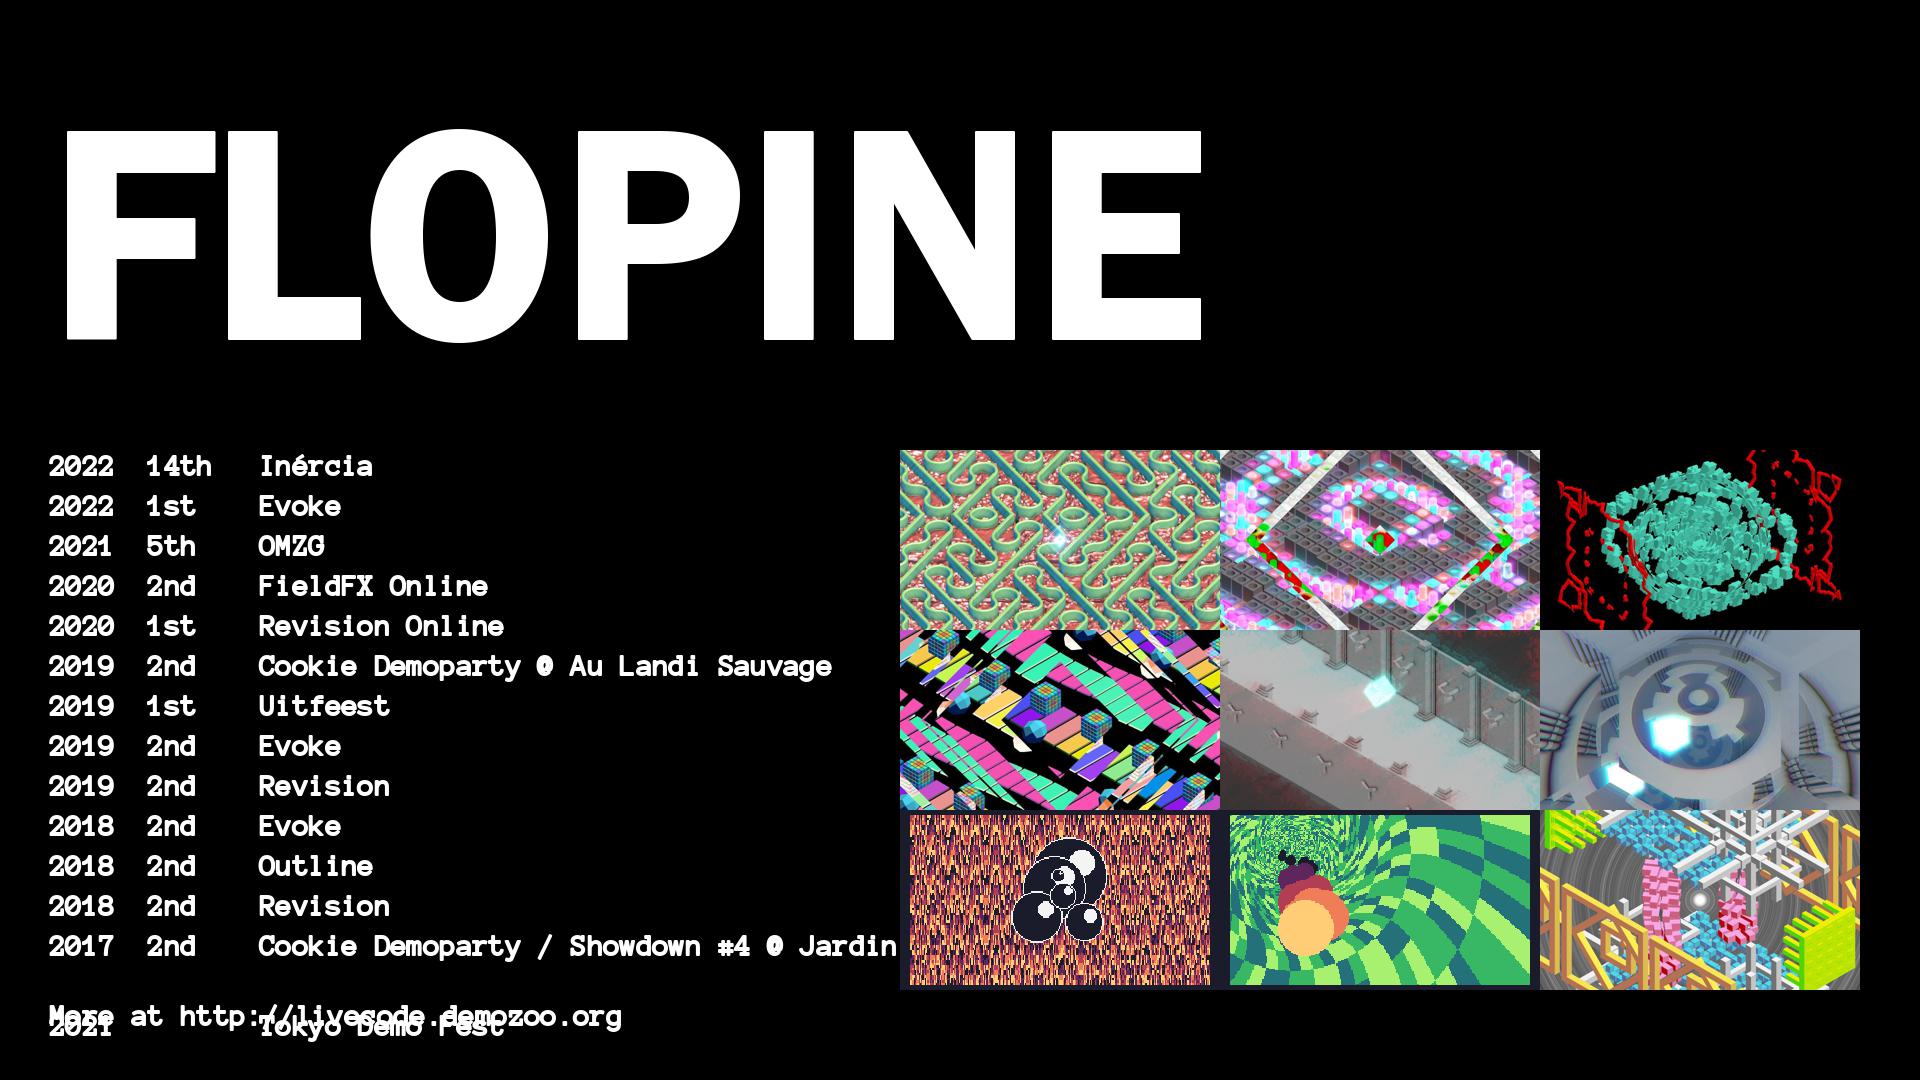 FLOPINE
2022 14th Inércia
2022 1st Evoke
2021 5th OMZG
2020 2nd FieldFX Online
2020 1st Revision Online
2019 2nd Cookie Demoparty @ Au Landi Sauvage
2019 1st Uitfeest
2019 2nd Evoke
2019 2nd Revision
2018 2nd Evoke
2018 2nd Outline
2018 2nd Revision
2017 2nd Cookie Demoparty / Showdown #4 @ Jardin
More at http://livecode.demozoo.org
2021 Tokyo Demo Fest